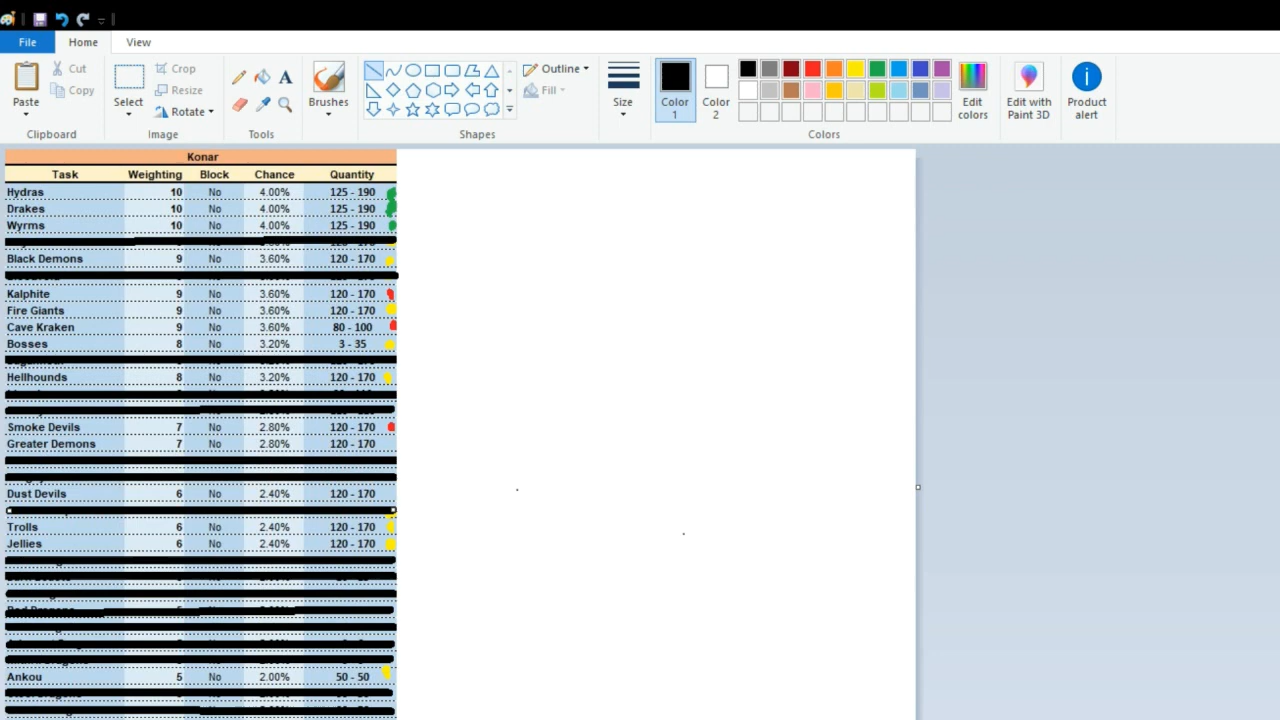 File Home View
Paste
Cut
Copy
Clipboard
Select
Crop
Resize
Rotate
Image
A
Tools
Brushes
Outline
Fill
Shapes
Size
Color 1
Color 2
Edit colors
Colors
Edit with Paint 3D
Product alert
Konar
Task Weighting Block Chance Quantity
Hydras 10 No 4.00% 125 - 190
Drakes 10 No 4.00% 125 - 190
Wyrms 10 No 4.00% 125 - 190
Black Demons 9 No 3.60% 120 - 170
Kalphite 9 No 3.60% 120 - 170
Fire Giants 9 No 3.60% 120 - 170
Cave Kraken 9 No 3.60% 80 - 100
Bosses 8 No 3.20% 3 - 35
Hellhounds 8 No 3.20% 120 - 170
Smoke Devils 7 No 2.80% 120 - 170
Greater Demons 7 No 2.80% 120 - 170
Dust Devils 6 No 2.40% 120 - 170
Trolls 6 No 2.40% 120 - 170
Jellies 6 No 2.40% 120 - 170
Ankou 5 No 2.00% 50 - 50